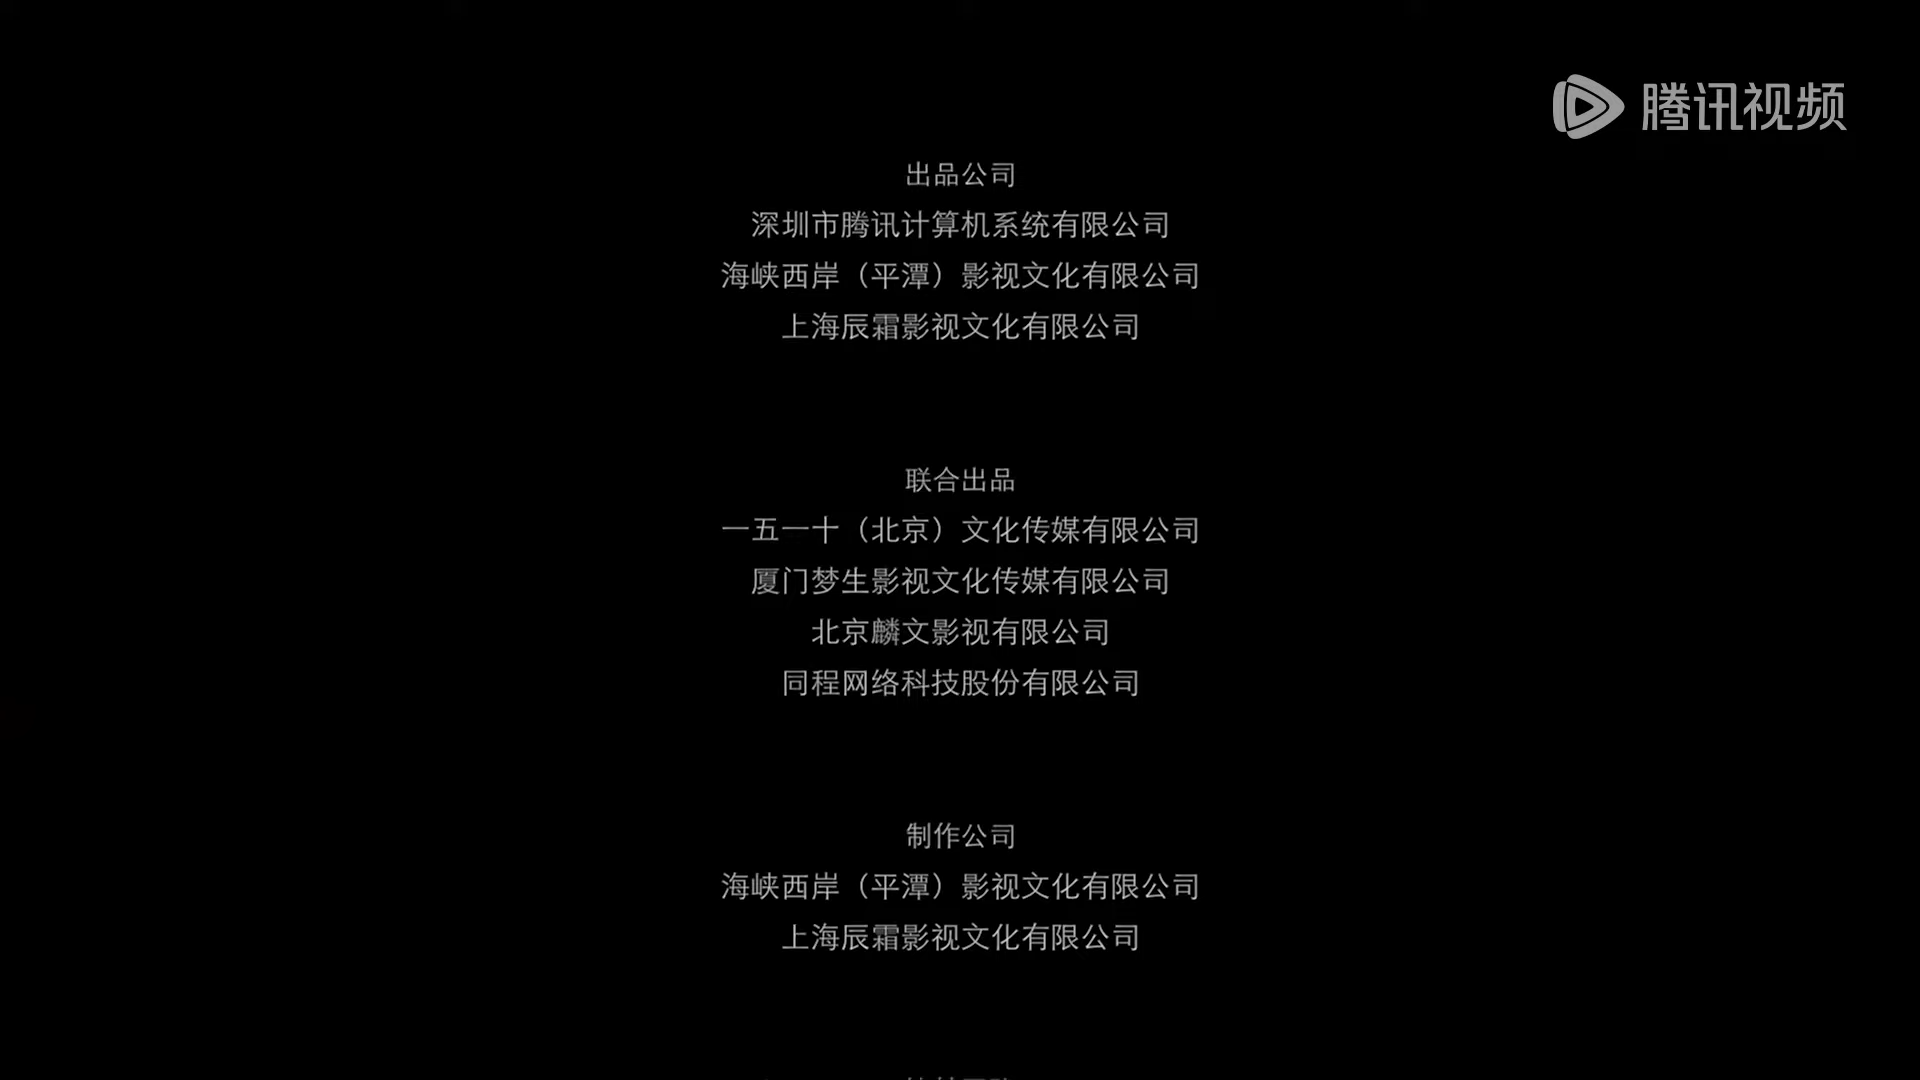 腾讯视频
出品公司
深圳市腾讯计算机系统有限公司
海峡西岸（平潭）影视文化有限公司
上海辰霜影视文化有限公司
联合出品
一五一十（北京）文化传媒有限公司
厦门梦生影视文化传媒有限公司
北京麟文影视有限公司
同程网络科技股份有限公司
制作公司
海峡西岸（平潭）影视文化有限公司
上海辰霜影视文化有限公司